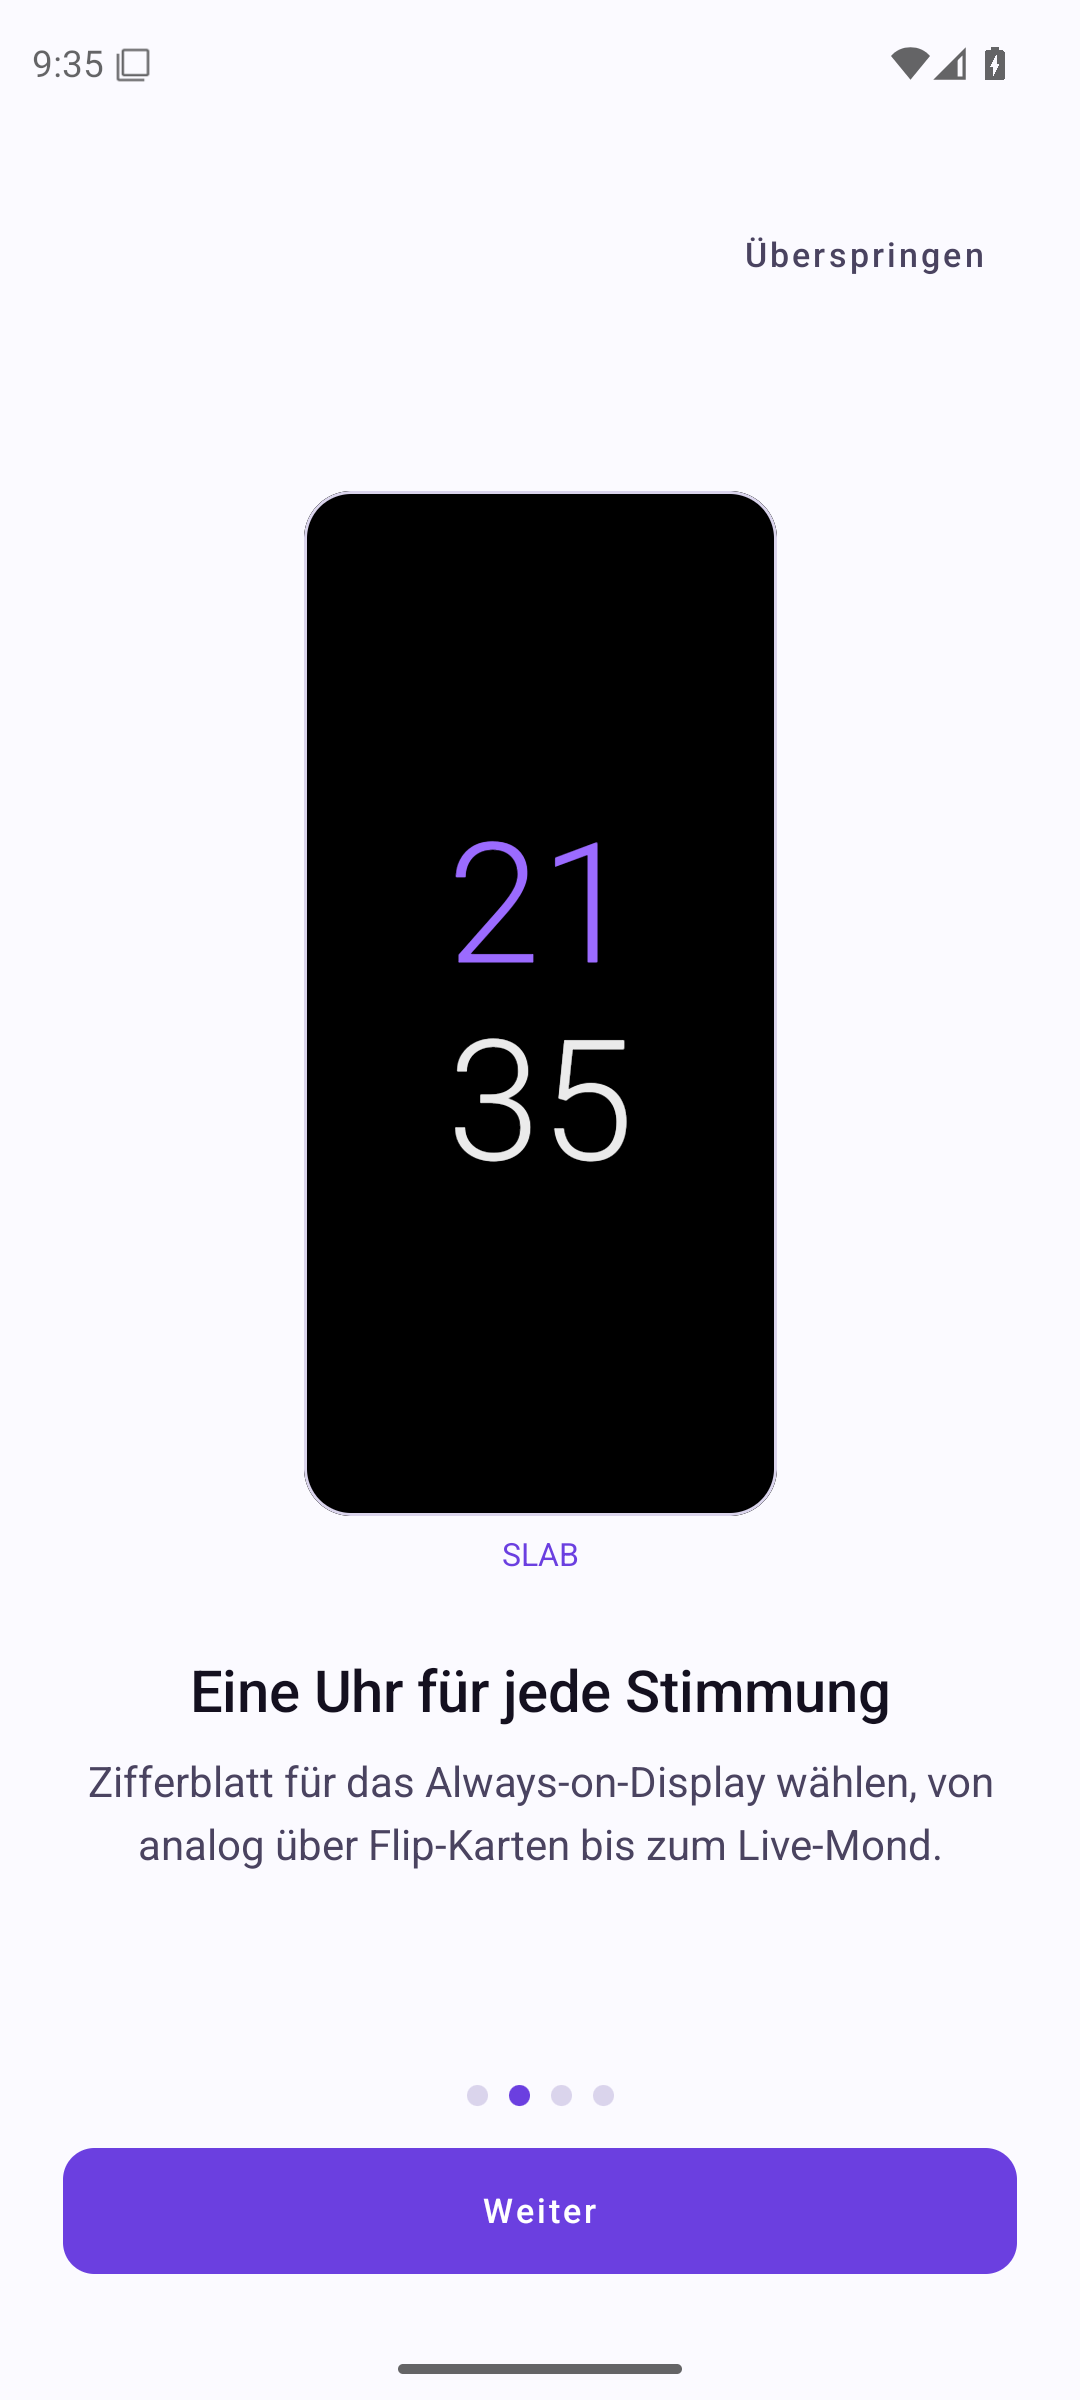 9:35
Überspringen
21
35
SLAB
Eine Uhr für jede Stimmung
Zifferblatt für das Always-on-Display wählen, von
analog über Flip-Karten bis zum Live-Mond.
Weiter